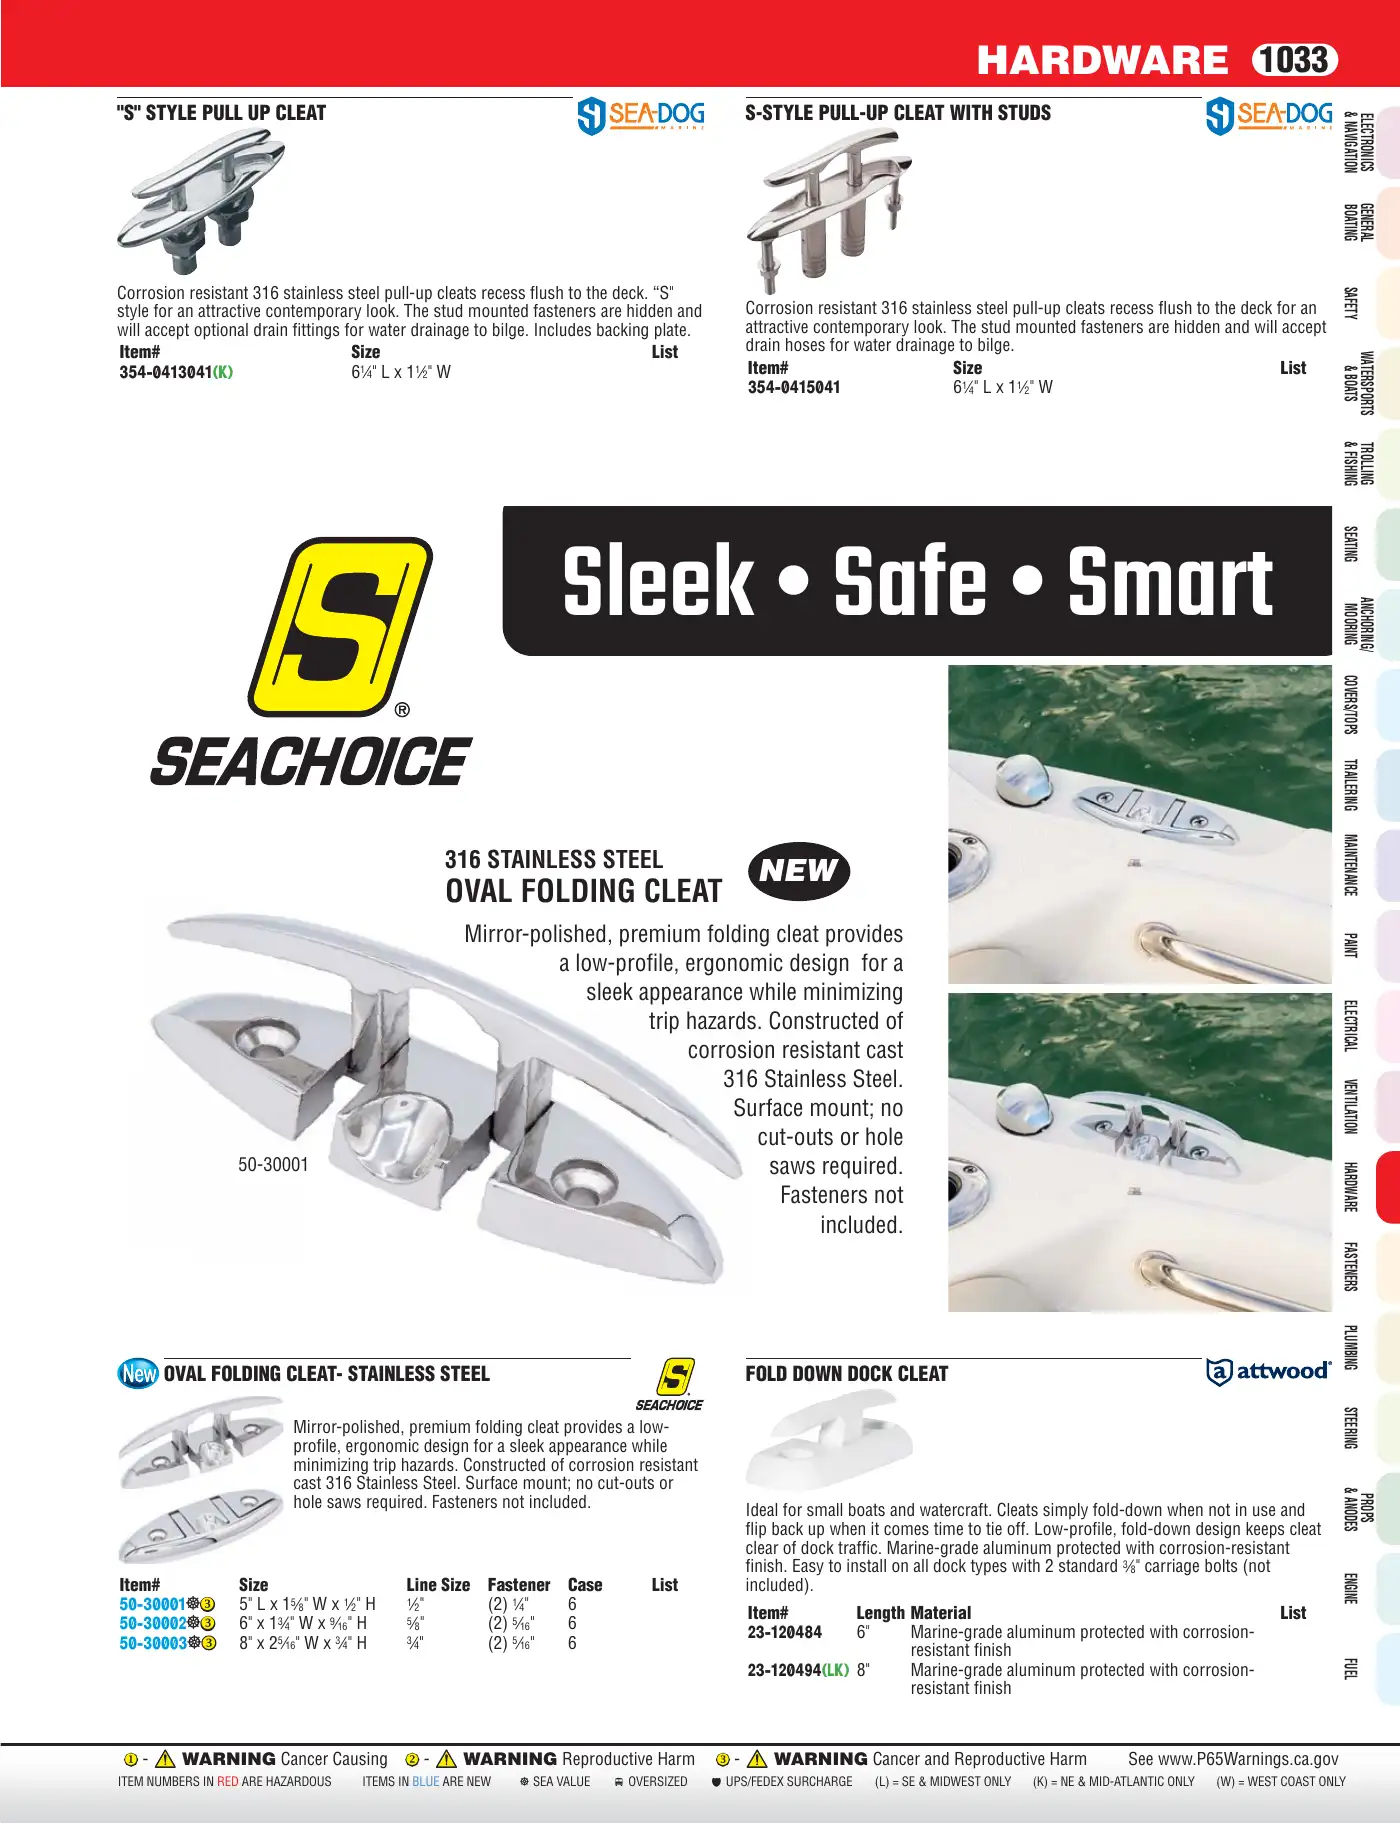 HARDWARE 1033
"S" STYLE PULL UP CLEAT
SEA-DOG
MARINE
Corrosion resistant 316 stainless steel pull-up cleats recess flush to the deck. “S"
style for an attractive contemporary look. The stud mounted fasteners are hidden and
will accept optional drain fittings for water drainage to bilge. Includes backing plate.
Item# Size List
354-0413041(K) 6¼" L x 1½" W
S-STYLE PULL-UP CLEAT WITH STUDS
SEA-DOG
MARINE
Corrosion resistant 316 stainless steel pull-up cleats recess flush to the deck for an
attractive contemporary look. The stud mounted fasteners are hidden and will accept
drain hoses for water drainage to bilge.
Item# Size List
354-0415041 6¼" L x 1½" W
Sleek • Safe • Smart
S®
SEACHOICE
316 STAINLESS STEEL
OVAL FOLDING CLEAT
NEW
Mirror-polished, premium folding cleat provides
a low-profile, ergonomic design for a
sleek appearance while minimizing
trip hazards. Constructed of
corrosion resistant cast
316 Stainless Steel.
Surface mount; no
cut-outs or hole
saws required.
Fasteners not
included.
50-30001
New OVAL FOLDING CLEAT- STAINLESS STEEL
S
SEACHOICE
Mirror-polished, premium folding cleat provides a low-
profile, ergonomic design for a sleek appearance while
minimizing trip hazards. Constructed of corrosion resistant
cast 316 Stainless Steel. Surface mount; no cut-outs or
hole saws required. Fasteners not included.
Item# Size Line Size Fastener Case List
50-30001 3 5" L x 1⅝" W x ½" H ½" (2) ¼" 6
50-30002 3 6" x 1¾" W x 9⁄16" H ⅝" (2) 5⁄16" 6
50-30003 3 8" x 25⁄16" W x ¾" H ¾" (2) 5⁄16" 6
FOLD DOWN DOCK CLEAT
a attwood®
Ideal for small boats and watercraft. Cleats simply fold-down when not in use and
flip back up when it comes time to tie off. Low-profile, fold-down design keeps cleat
clear of dock traffic. Marine-grade aluminum protected with corrosion-resistant
finish. Easy to install on all dock types with 2 standard ⅜" carriage bolts (not
included).
Item# Length Material List
23-120484 6" Marine-grade aluminum protected with corrosion-
resistant finish
23-120494(LK) 8" Marine-grade aluminum protected with corrosion-
resistant finish
ELECTRONICS
& NAVIGATION
GENERAL
BOATING
SAFETY
WATERSPORTS
& BOATS
TROLLING
& FISHING
SEATING
ANCHORING/
MOORING
COVERS/TOPS
TRAILERING
MAINTENANCE
PAINT
ELECTRICAL
VENTILATION
HARDWARE
FASTENERS
PLUMBING
STEERING
PROPS
& ANODES
ENGINE
FUEL
1 - WARNING Cancer Causing 2 - WARNING Reproductive Harm 3 - WARNING Cancer and Reproductive Harm See www.P65Warnings.ca.gov
ITEM NUMBERS IN RED ARE HAZARDOUS ITEMS IN BLUE ARE NEW SEA VALUE OVERSIZED UPS/FEDEX SURCHARGE (L) = SE & MIDWEST ONLY (K) = NE & MID-ATLANTIC ONLY (W) = WEST COAST ONLY